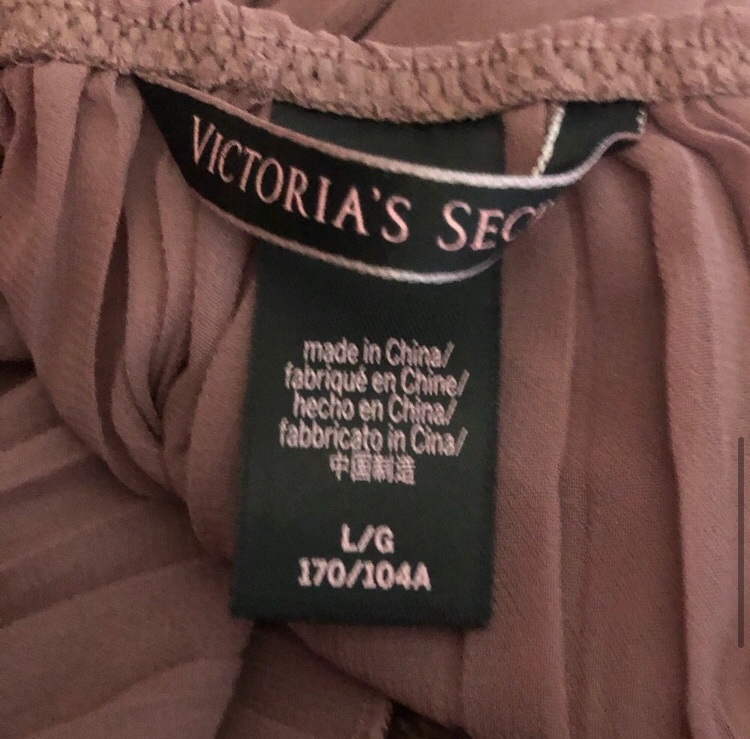 VICTORIA'S SEC
made in China/
fabriqué en Chine/
hecho en China/
fabbricato in Cina/
中国制造
L/G
170/104A